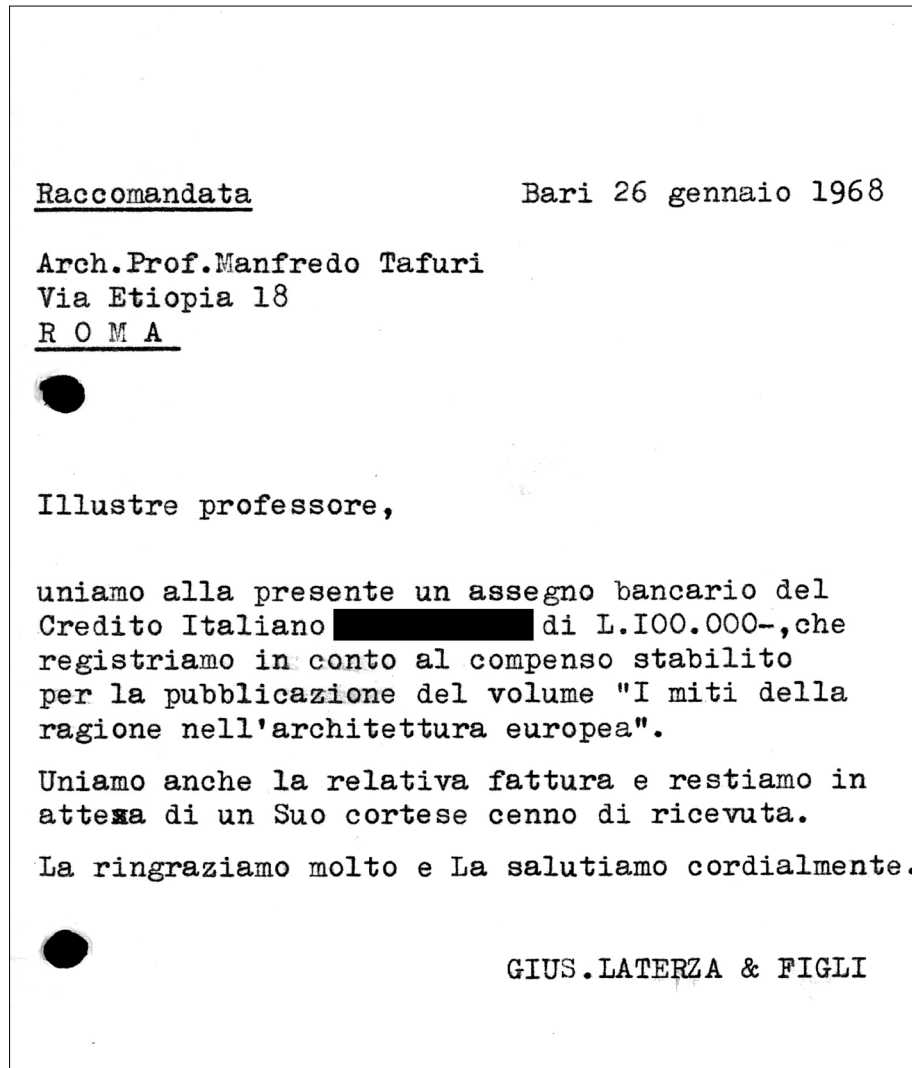 Raccomandata Bari 26 gennaio 1968
Arch.Prof.Manfredo Tafuri
Via Etiopia 18
R O M A
Illustre professore,
uniamo alla presente un assegno bancario del
Credito Italiano di L.I00.000-,che
registriamo in conto al compenso stabilito
per la pubblicazione del volume "I miti della
ragione nell'architettura europea".
Uniamo anche la relativa fattura e restiamo in
attesa di un Suo cortese cenno di ricevuta.
La ringraziamo molto e La salutiamo cordialmente.
GIUS.LATERZA & FIGLI